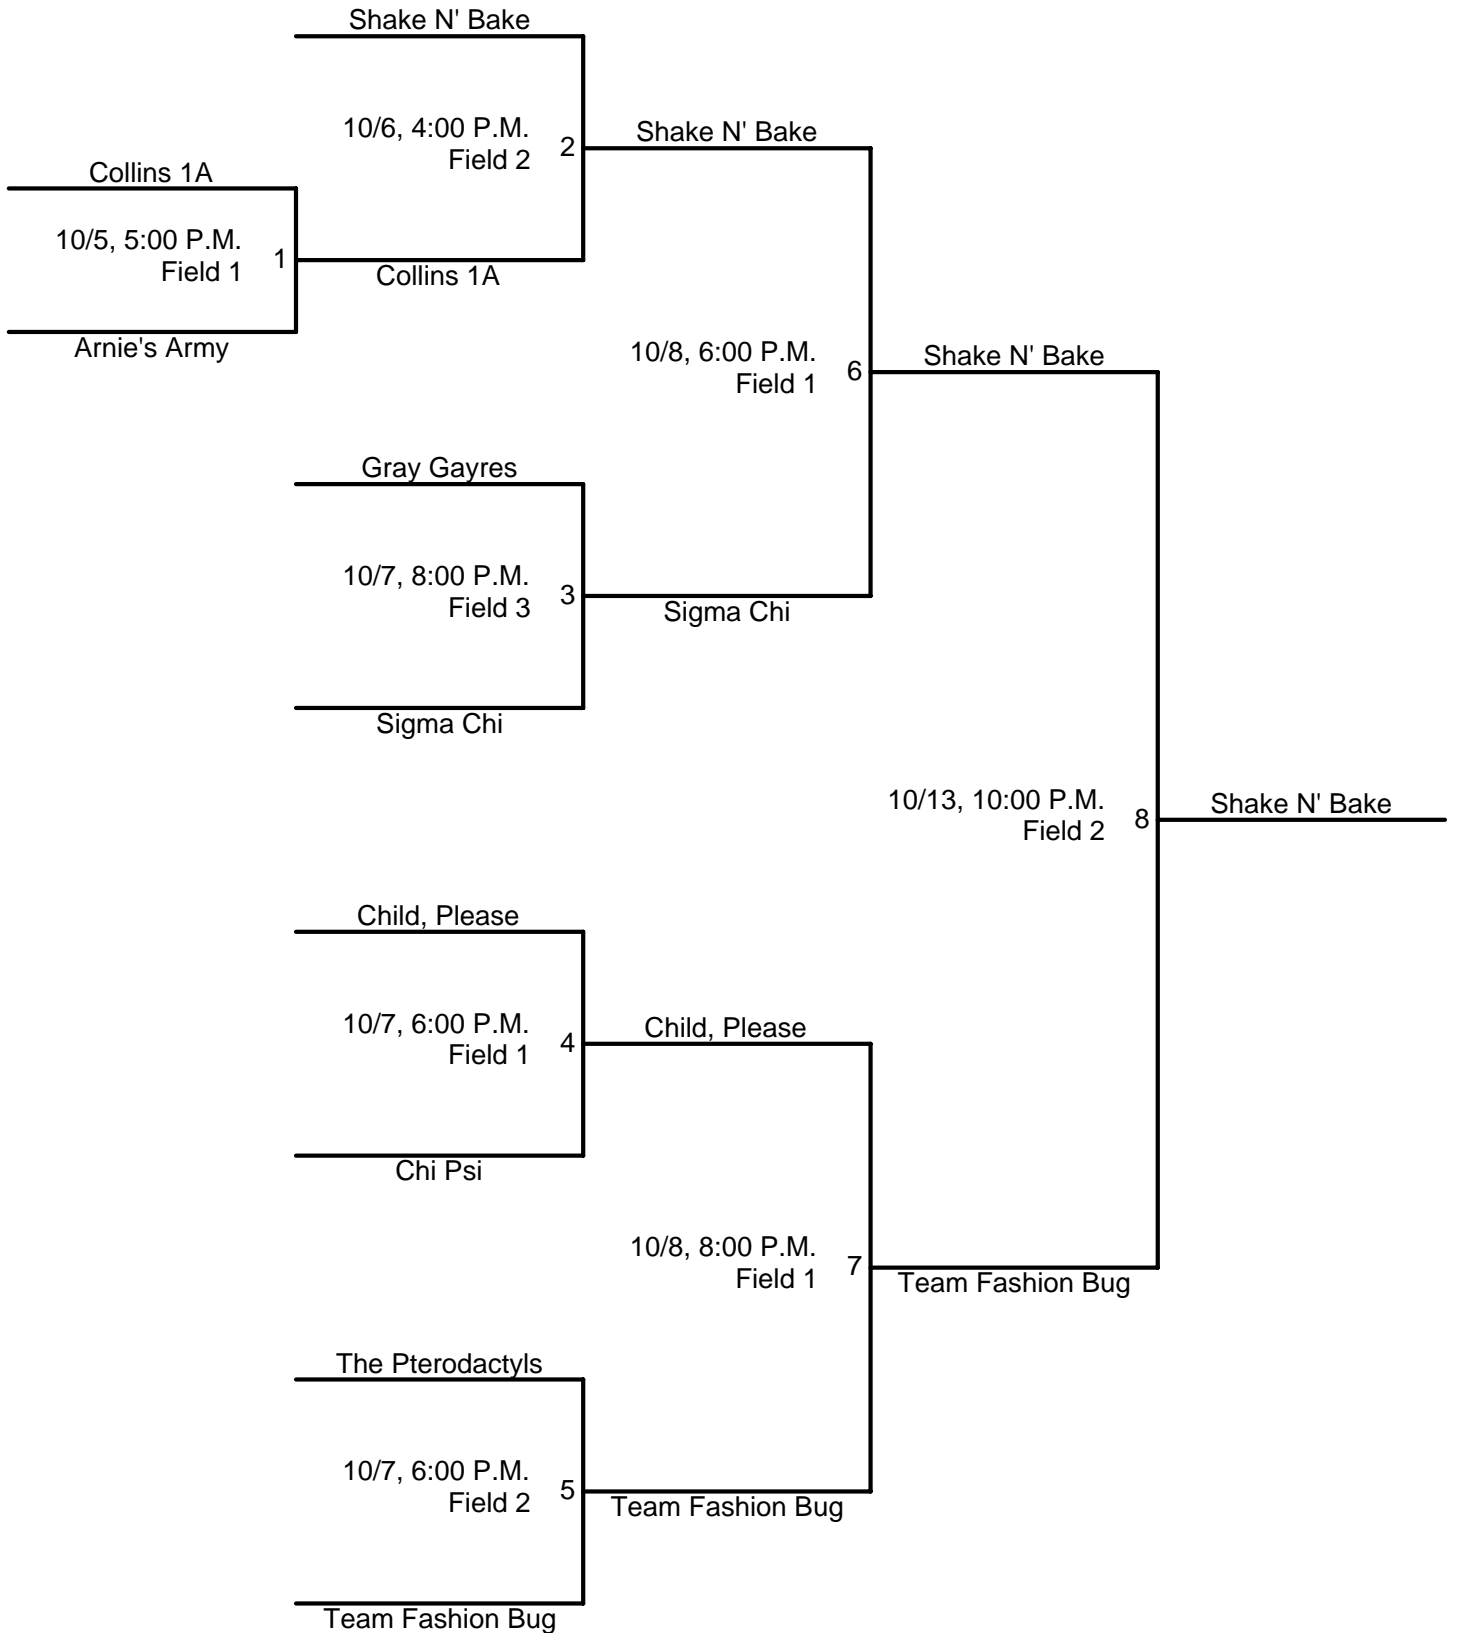 Shake N' Bake
10/6, 4:00 P.M.
Field 2
2
Shake N' Bake
Collins 1A
10/5, 5:00 P.M.
Field 1
1
Collins 1A
Arnie's Army
10/8, 6:00 P.M.
Field 1
6
Shake N' Bake
Gray Gayres
10/7, 8:00 P.M.
Field 3
3
Sigma Chi
Sigma Chi
10/13, 10:00 P.M.
Field 2
8
Shake N' Bake
Child, Please
10/7, 6:00 P.M.
Field 1
4
Child, Please
Chi Psi
10/8, 8:00 P.M.
Field 1
7
Team Fashion Bug
The Pterodactyls
10/7, 6:00 P.M.
Field 2
5
Team Fashion Bug
Team Fashion Bug